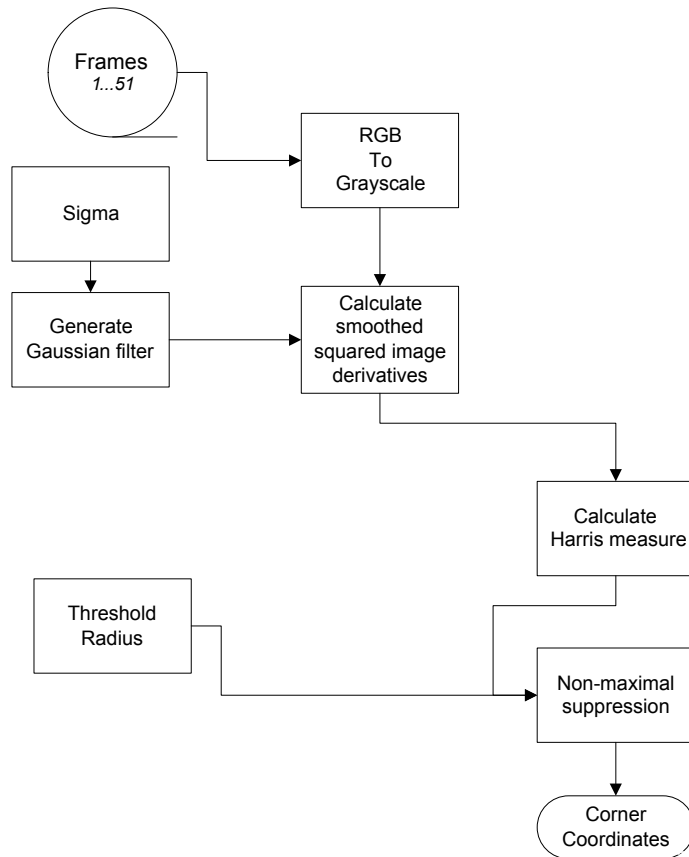 Frames
1...51
RGB
To
Grayscale
Sigma
Generate
Gaussian filter
Calculate
smoothed
squared image
derivatives
Calculate
Harris measure
Threshold
Radius
Non-maximal
suppression
Corner
Coordinates